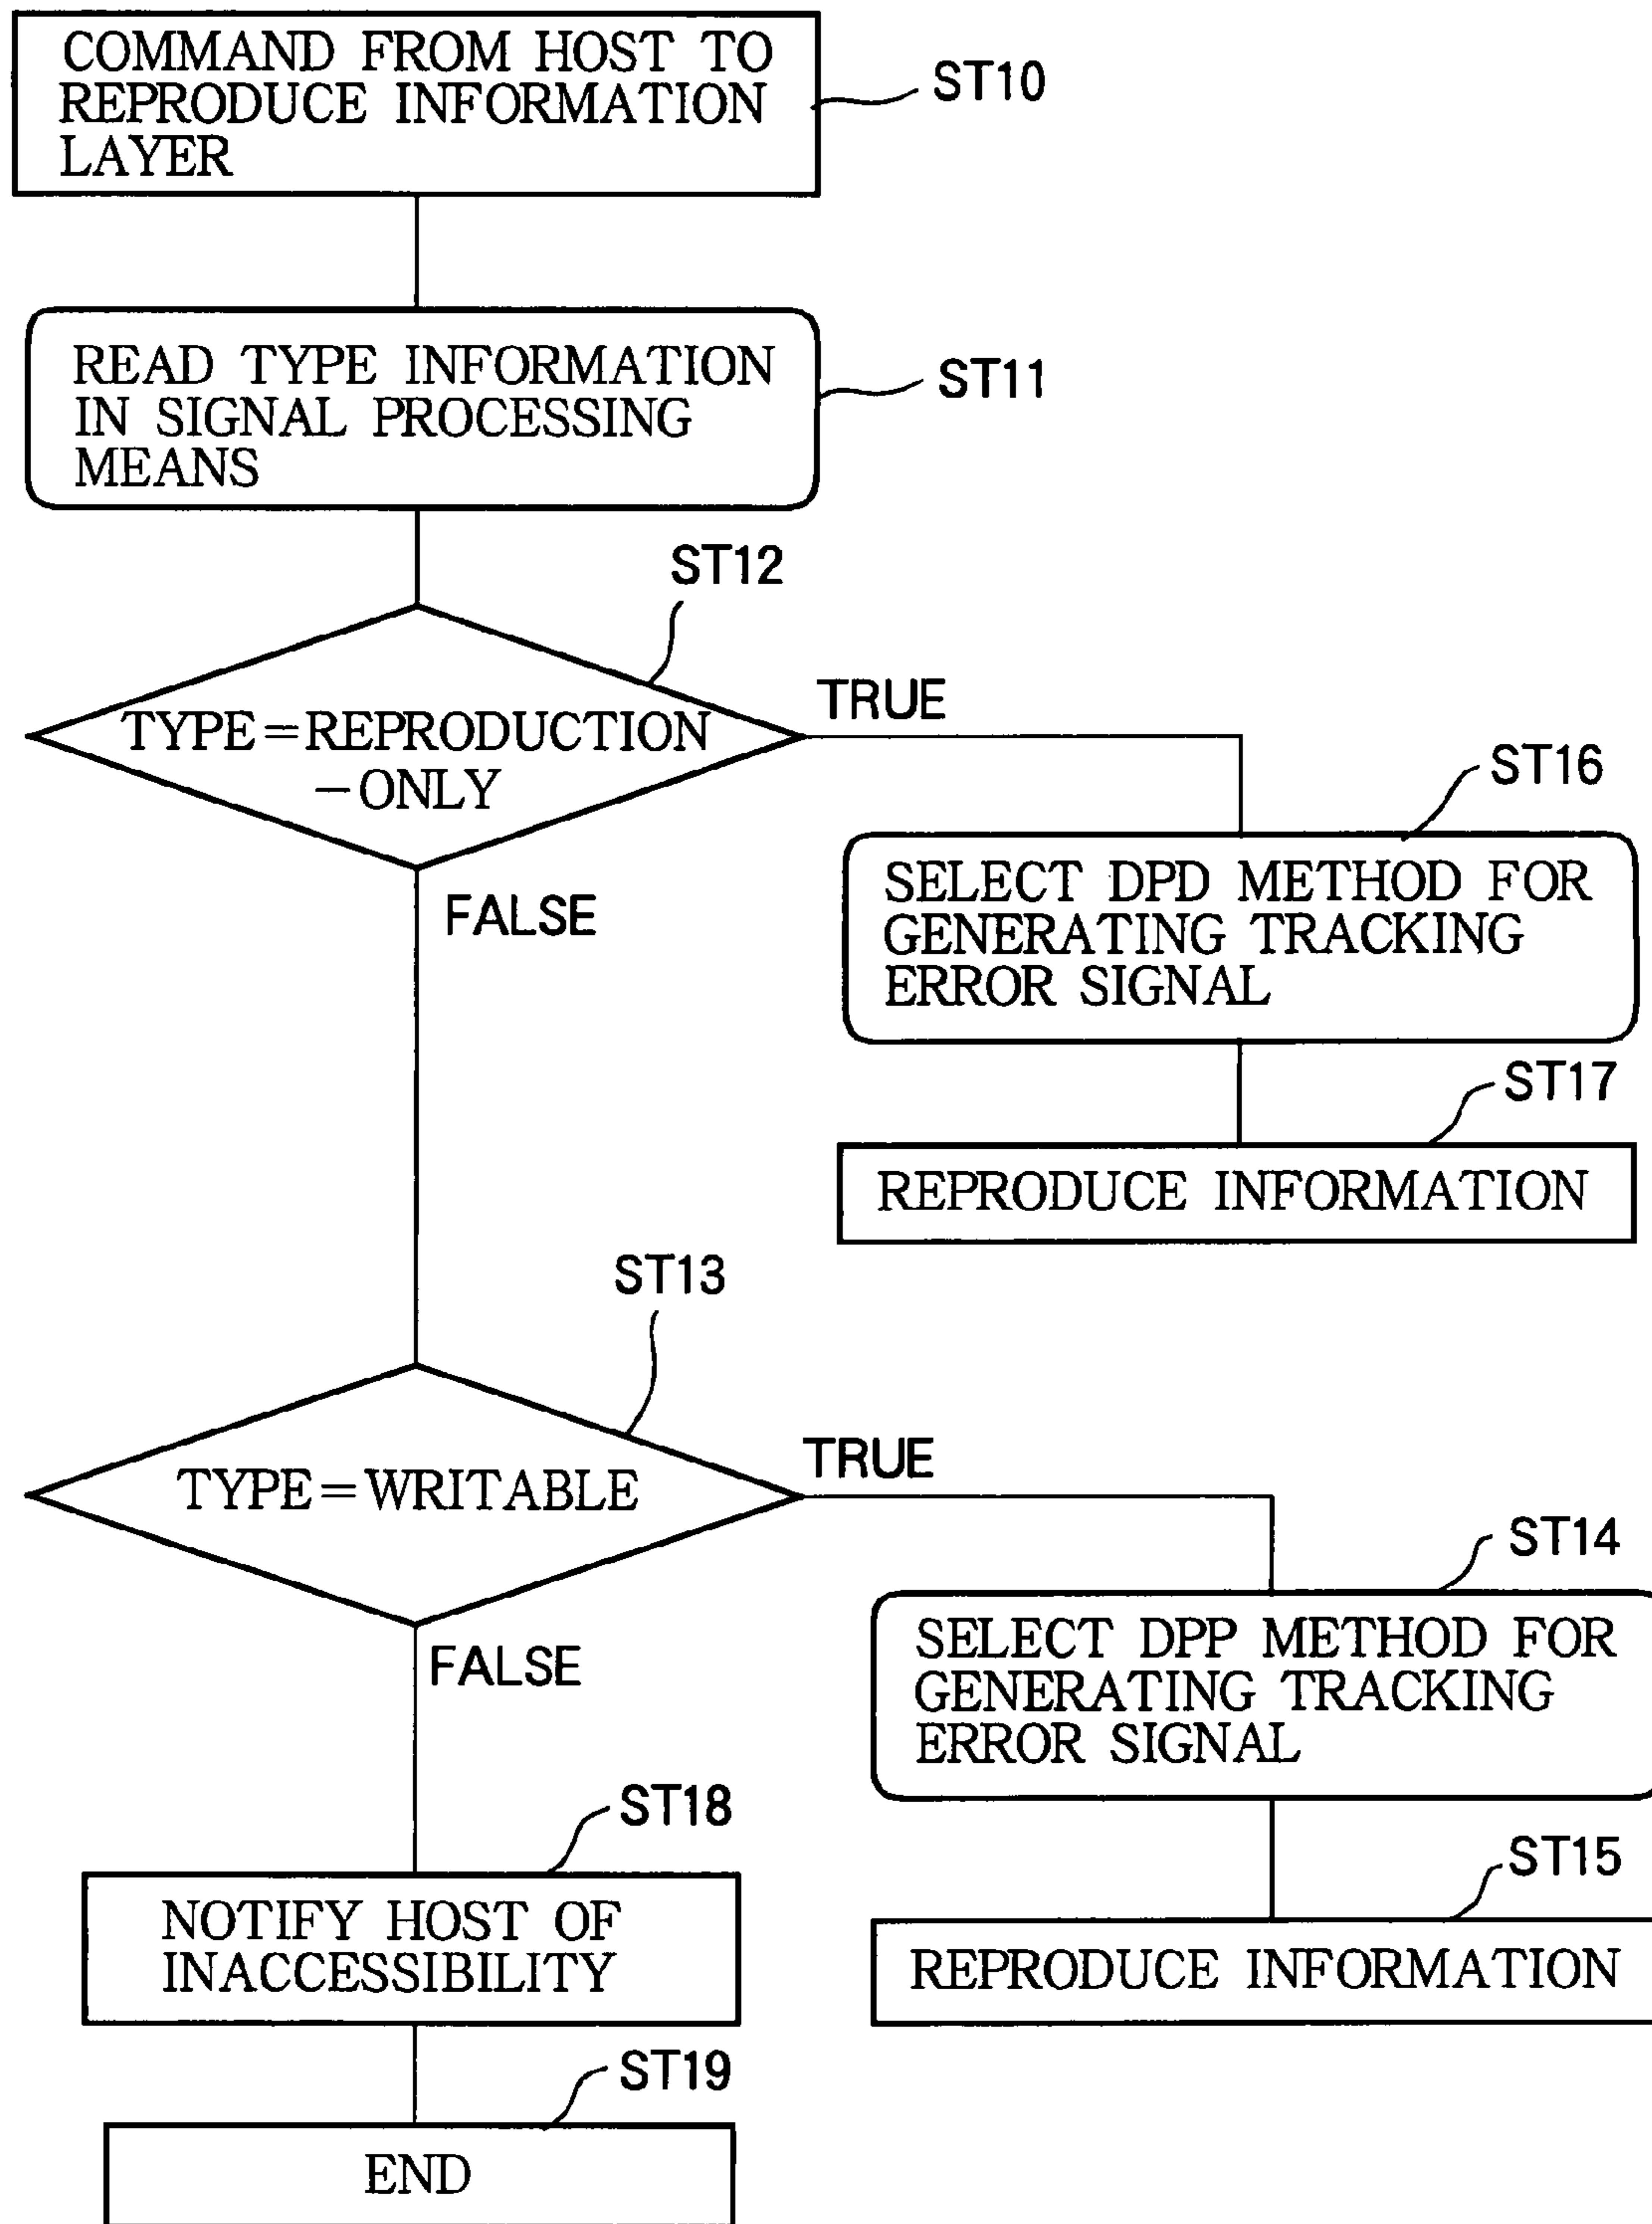 COMMAND FROM HOST TO
REPRODUCE INFORMATION
LAYER
ST10
READ TYPE INFORMATION
IN SIGNAL PROCESSING
MEANS
ST11
ST12
TYPE=REPRODUCTION
-ONLY
TRUE
FALSE
ST16
SELECT DPD METHOD FOR
GENERATING TRACKING
ERROR SIGNAL
ST17
REPRODUCE INFORMATION
ST13
TYPE=WRITABLE
TRUE
FALSE
ST14
SELECT DPP METHOD FOR
GENERATING TRACKING
ERROR SIGNAL
ST15
REPRODUCE INFORMATION
ST18
NOTIFY HOST OF
INACCESSIBILITY
ST19
END